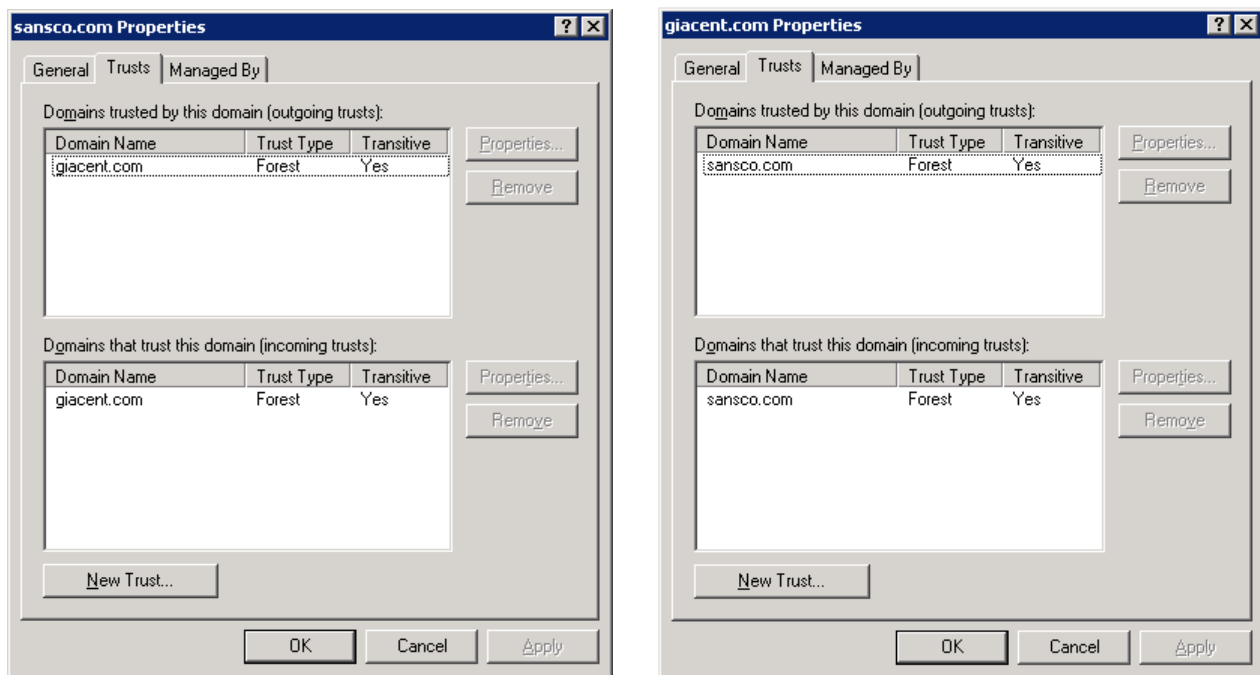 sansco.com Properties
General Trusts Managed By
Domains trusted by this domain (outgoing trusts):
Domain Name Trust Type Transitive
giacent.com Forest Yes
Properties...
Remove
Domains that trust this domain (incoming trusts):
Domain Name Trust Type Transitive
giacent.com Forest Yes
Properties...
Remove
New Trust...
OK Cancel Apply
giacent.com Properties
General Trusts Managed By
Domains trusted by this domain (outgoing trusts):
Domain Name Trust Type Transitive
sansco.com Forest Yes
Properties...
Remove
Domains that trust this domain (incoming trusts):
Domain Name Trust Type Transitive
sansco.com Forest Yes
Properties...
Remove
New Trust...
OK Cancel Apply